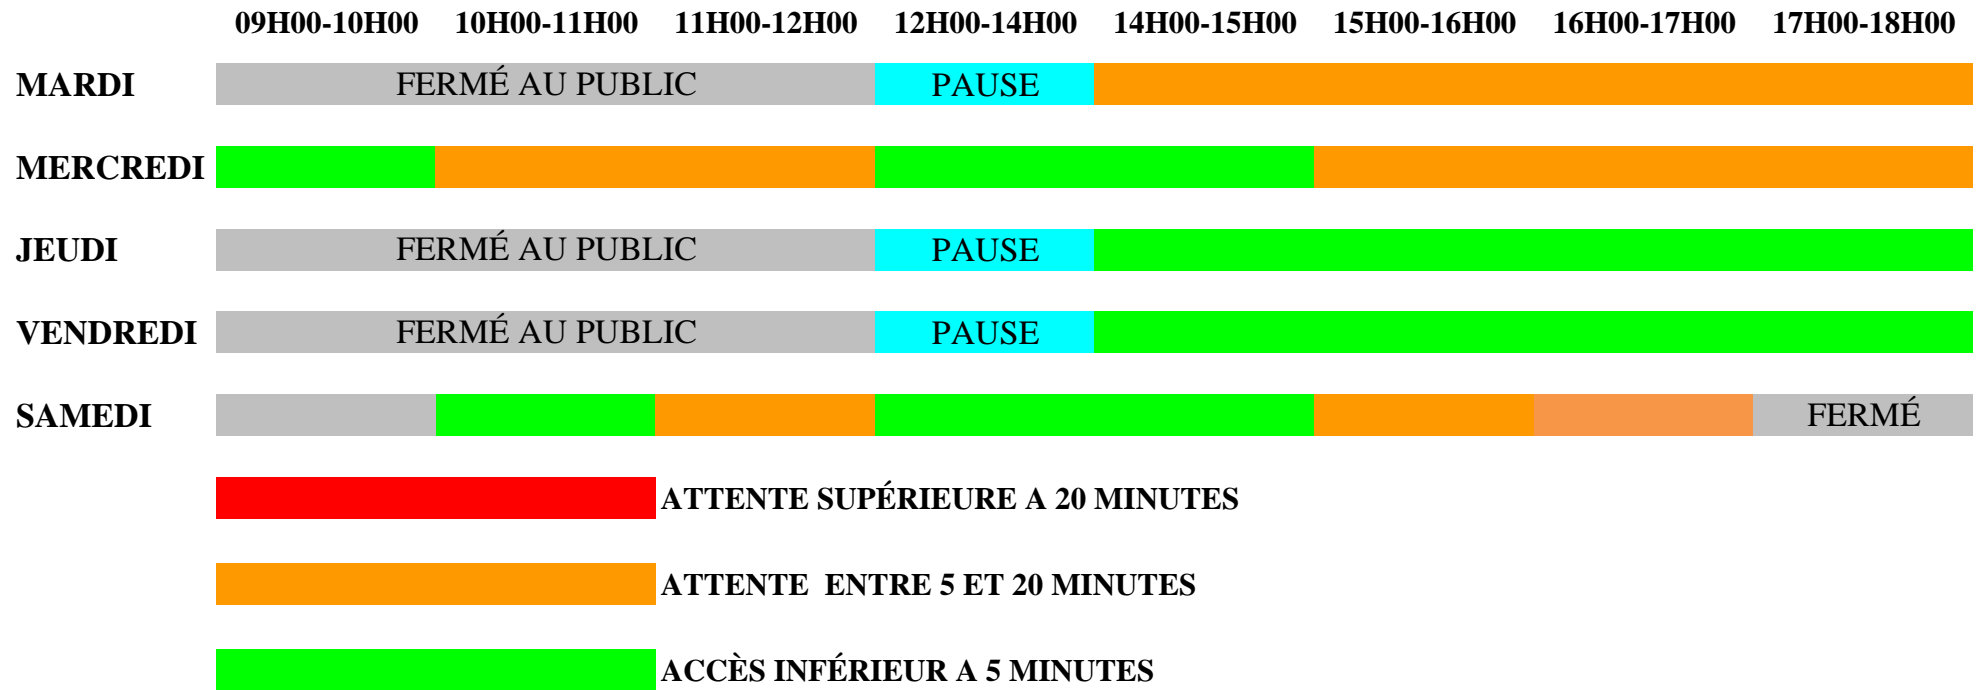 09H00-10H00 10H00-11H00 11H00-12H00 12H00-14H00 14H00-15H00 15H00-16H00 16H00-17H00 17H00-18H00
MARDI FERMÉ AU PUBLIC PAUSE
MERCREDI
JEUDI FERMÉ AU PUBLIC PAUSE
VENDREDI FERMÉ AU PUBLIC PAUSE
SAMEDI FERMÉ
ATTENTE SUPÉRIEURE A 20 MINUTES
ATTENTE ENTRE 5 ET 20 MINUTES
ACCÈS INFÉRIEUR A 5 MINUTES